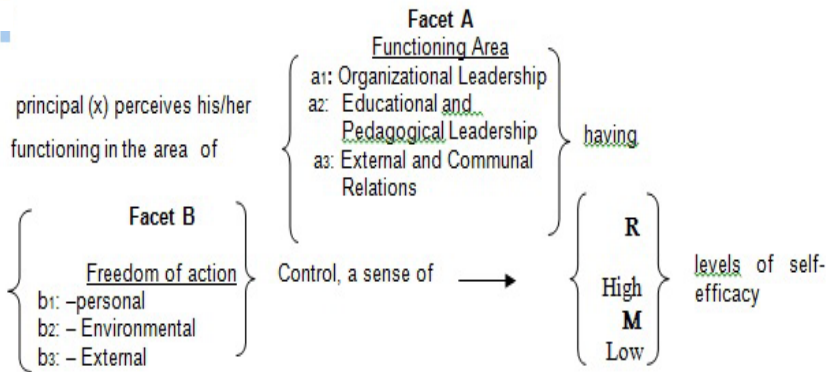 Facet A
Functioning Area
a1: Organizational Leadership
principal (x) perceives his/her
a2: Educational and
functioning in the area of
Pedagogical Leadership
having
a3: External and Communal
Relations
Facet B
Freedom of action
b1: –personal
b2: – Environmental
b3: – External
Control, a sense of
R
High
M
Low
levels of self-
efficacy